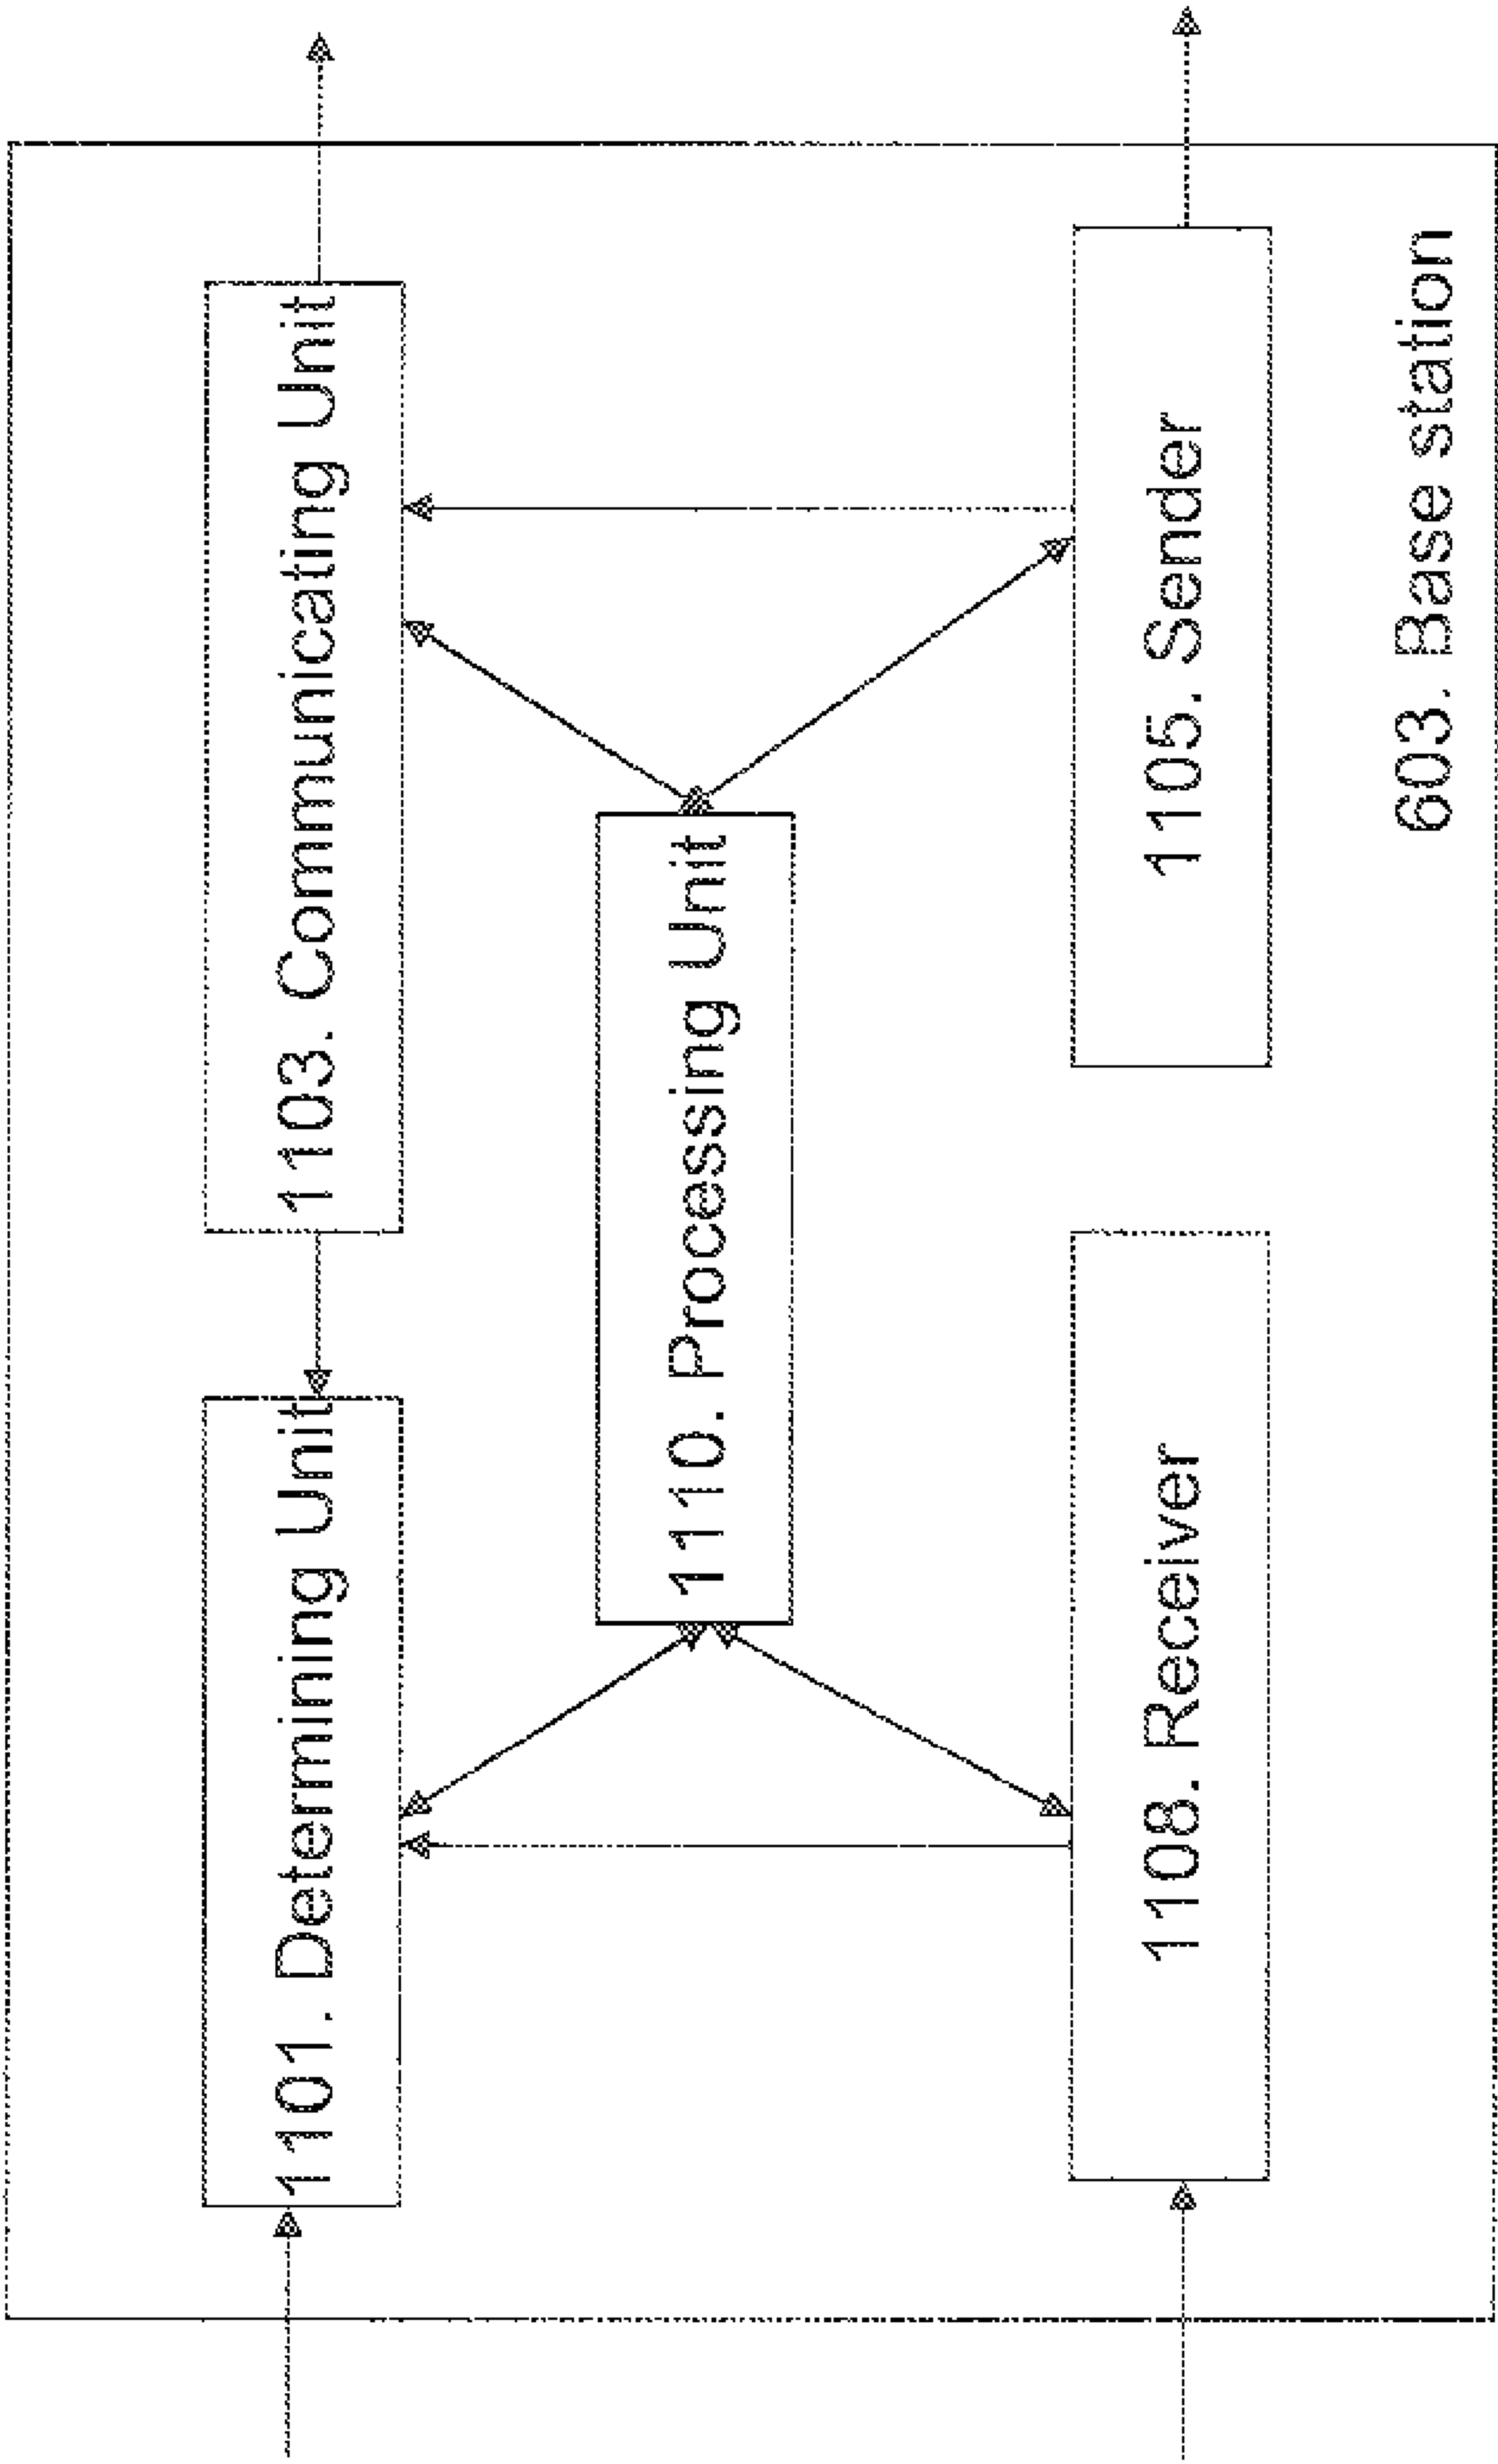 1101. Determining Unit
1103. Communicating Unit
1110. Processing Unit
1108. Receiver
1105. Sender
603. Base station